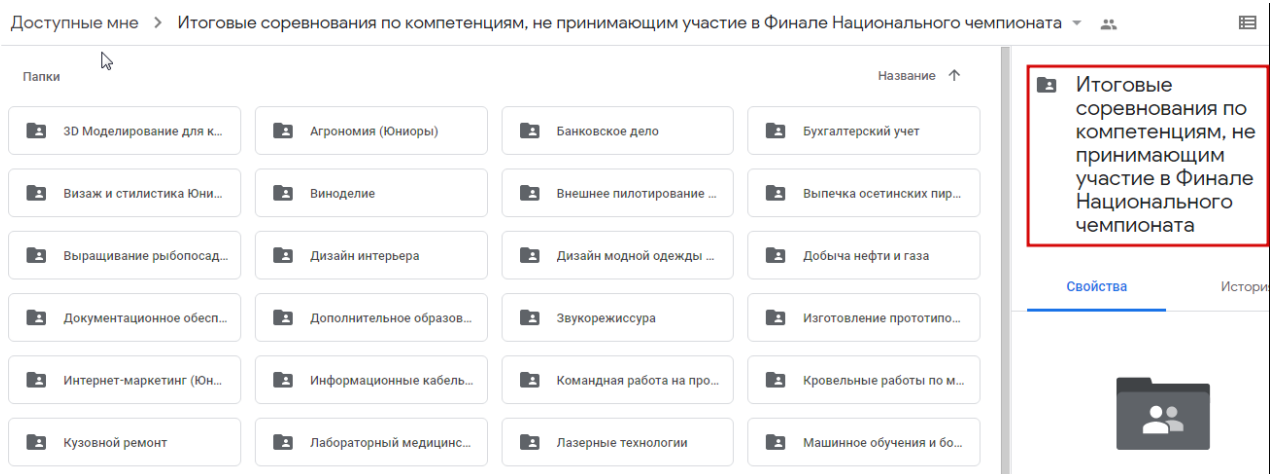 Доступные мне > Итоговые соревнования по компетенциям, не принимающим участие в Финале Национального чемпионата
Папки
Название
3D Моделирование для к...
Агрономия (Юниоры)
Банковское дело
Бухгалтерский учет
Визаж и стилистика Юни...
Виноделие
Внешнее пилотирование ...
Выпечка осетинских пир...
Выращивание рыбопосад...
Дизайн интерьера
Дизайн модной одежды ...
Добыча нефти и газа
Документационное обесп...
Дополнительное образов...
Звукорежиссура
Изготовление прототипо...
Интернет-маркетинг (Юн...
Информационные кабель...
Командная работа на про...
Кровельные работы по м...
Кузовной ремонт
Лабораторный медицинс...
Лазерные технологии
Машинное обучения и бо...
Итоговые
соревнования по
компетенциям, не
принимающим
участие в Финале
Национального
чемпионата
Свойства
История